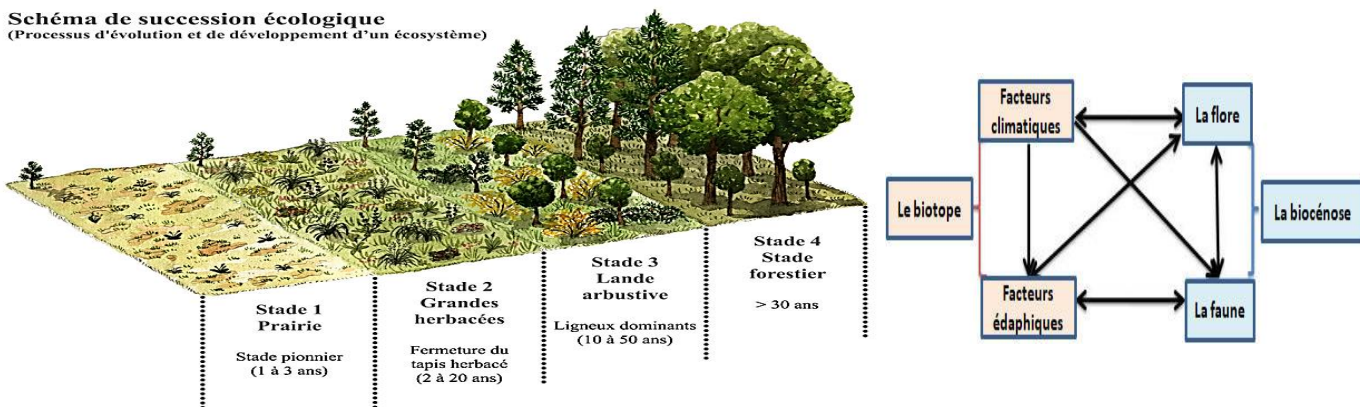 Schéma de succession écologique
(Processus d'évolution et de développement d'un écosystème)
Stade 1
Prairie
Stade pionnier
(1 à 3 ans)
Stade 2
Grandes
herbacées
Fermeture du
tapis herbacé
(2 à 20 ans)
Stade 3
Lande
arbustive
Ligneux dominants
(10 à 50 ans)
Stade 4
Stade
forestier
> 30 ans
Facteurs
climatiques
La flore
Le biotope
La biocénose
Facteurs
édaphiques
La faune